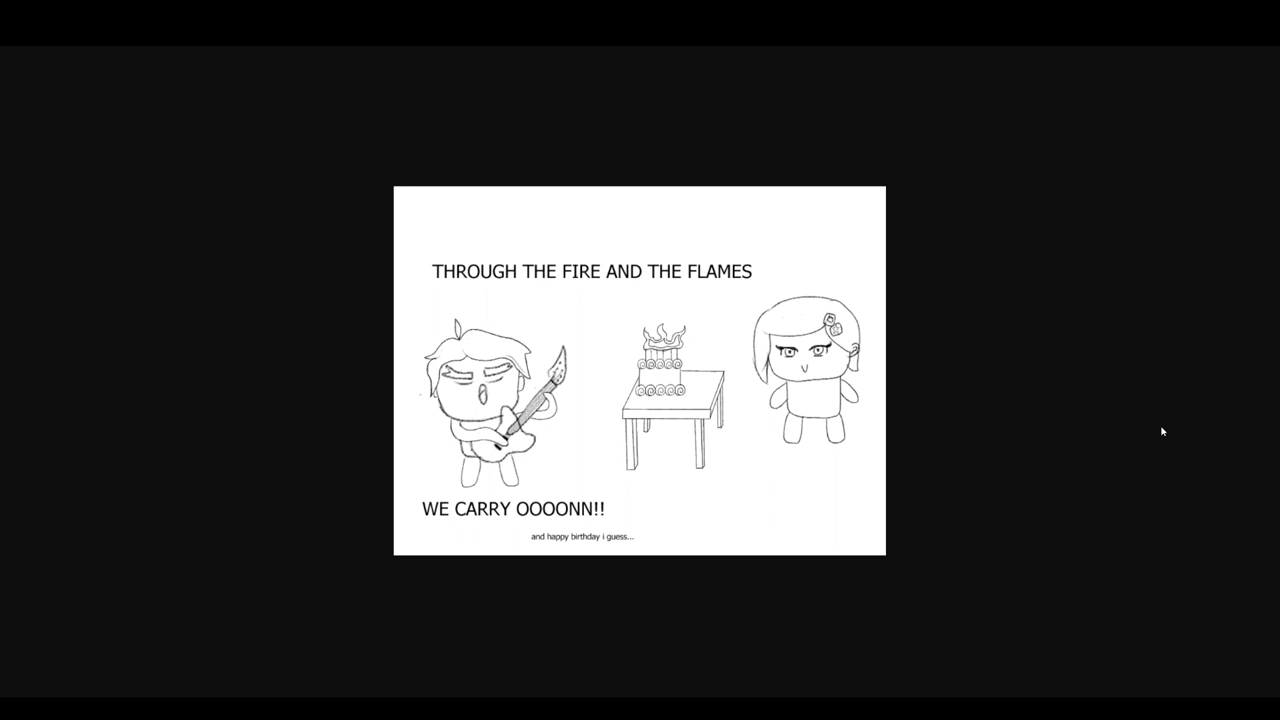 THROUGH THE FIRE AND THE FLAMES
WE CARRY OOOONN!!
and happy birthday i guess...